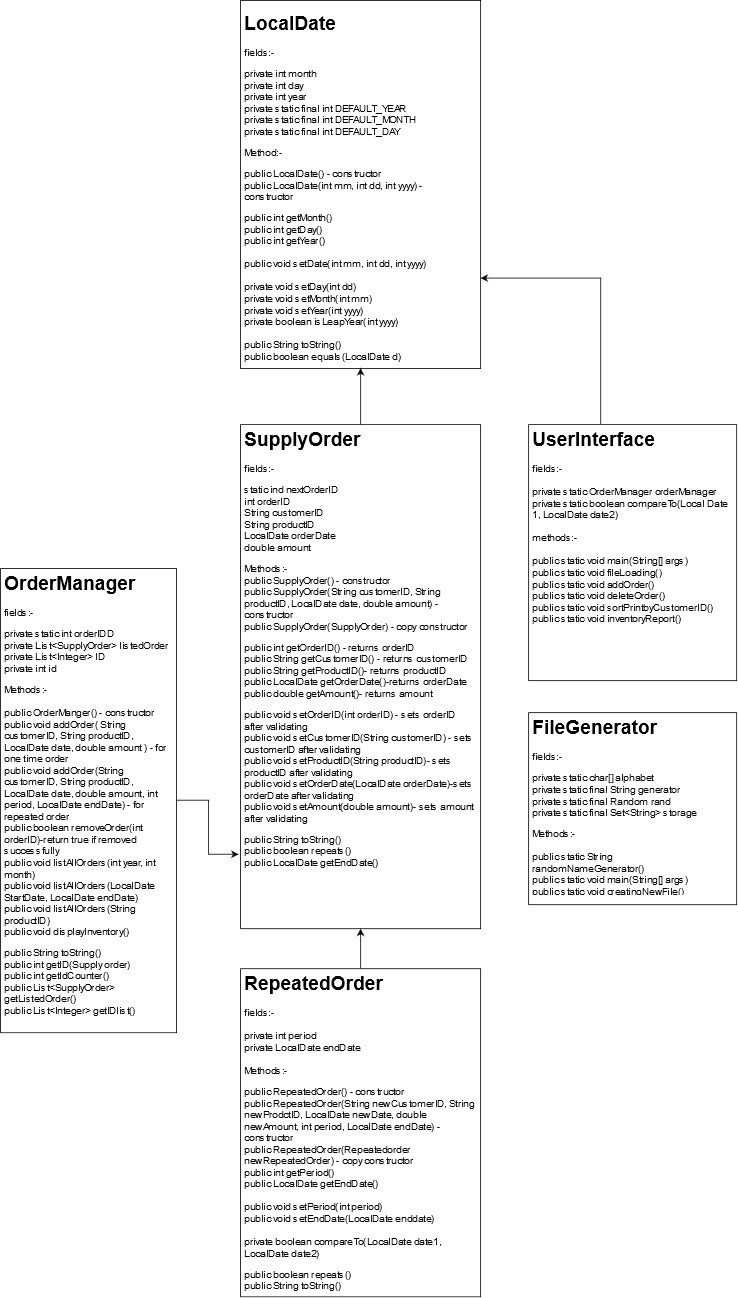 LocalDate
fields:-
private int month
private int day
private int year
private static final int DEFAULT_YEAR
private static final int DEFAULT_MONTH
private static final int DEFAULT_DAY
Method:-
public LocalDate() - constructor
public LocalDate(int mm, int dd, int yyyy) -
constructor
public int getMonth()
public int getDay()
public int getYear()
public void setDate(int mm, int dd, int yyyy)
private void setDay(int dd)
private void setMonth(int mm)
private void setYear(int yyyy)
private boolean isLeapYear(int yyyy)
public String toString()
public boolean equals(LocalDate d)
SupplyOrder
fields:-
static ind nextOrderID
int orderID
String customerID
String productID
LocalDate orderDate
double amount
Methods:-
public SupplyOrder() - constructor
public SupplyOrder(String customerID, String
productID, LocalDate date, double amount) -
constructor
public SupplyOrder(SupplyOrder) - copy constructor
public int getOrderID() - returns orderID
public String getCustomerID() - returns customerID
public String getProductID()- returns productID
public LocalDate getOrderDate()-returns orderDate
public double getAmount()- returns amount
public void setOrderID(int orderID) - sets orderID
after validating
public void setCustomerID(String customerID) - sets
customerID after validating
public void setProductID(String productID)- sets
productID after validating
public void setOrderDate(LocalDate orderDate)-sets
orderDate after validating
public void setAmount(double amount)- sets amount
after validating
public String toString()
public boolean repeats()
public LocalDate getEndDate()
UserInterface
fields:-
private static OrderManager orderManager
private static boolean compareTo(Local Date
1, LocalDate date2)
methods:-
public static void main(String[] args)
public static void fileLoading()
public static void addOrder()
public static void deleteOrder()
public static void sortPrintbyCustomerID()
public static void inventoryReport()
OrderManager
fields:-
private static int orderIDD
private List<SupplyOrder> listedOrder
private List<Integer> ID
private int id
Methods:-
public OrderManger() - constructor
public void addOrder( String
customerID, String productID,
LocalDate date, double amount ) - for
one time order
public void addOrder(String
customerID, String productID,
LocalDate date, double amount, int
period, LocalDate endDate) - for
repeated order
public boolean removeOrder(int
orderID)-return true if removed
successfully
public void listAllOrders(int year, int
month)
public void listAllOrders(LocalDate
StartDate, LocalDate endDate)
public void listAllOrders(String
productID)
public void displayInventory()
public String toString()
public int getID(Supply order)
public int getIdCounter()
public List<SupplyOrder>
getListedOrder()
public List<Integer> getIDlist()
FileGenerator
fields:-
private static char[] alphabet
private static final String generator
private static final Random rand
private static final Set<String> storage
Methods:-
public static String
randomNameGenerator()
public static void main(String[] args)
public static void creatingNewFile()
RepeatedOrder
fields:-
private int period
private LocalDate endDate
Methods:-
public RepeatedOrder() - constructor
public RepeatedOrder(String newCustomerID, String
newProdctID, LocalDate newDate, double
newAmount, int period, LocalDate endDate) -
constructor
public RepeatedOrder(Repeatedorder
newRepeatedOrder) - copy constructor
public int getPeriod()
public LocalDate getEndDate()
public void setPeriod(int period)
public void setEndDate(LocalDate enddate)
private boolean compareTo(LocalDate date1,
LocalDate date2)
public boolean repeats()
public String toString()